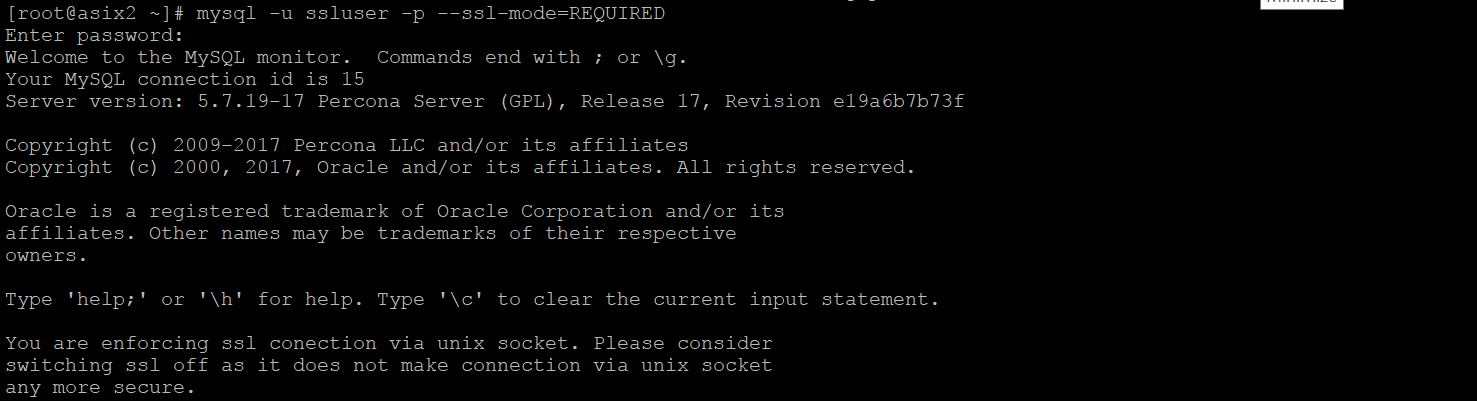 [root@asix2 ~]# mysql -u ssluser -p --ssl-mode=REQUIRED
Enter password:
Welcome to the MySQL monitor.  Commands end with ; or \g.
Your MySQL connection id is 15
Server version: 5.7.19-17 Percona Server (GPL), Release 17, Revision e19a6b7b73f

Copyright (c) 2009-2017 Percona LLC and/or its affiliates
Copyright (c) 2000, 2017, Oracle and/or its affiliates. All rights reserved.

Oracle is a registered trademark of Oracle Corporation and/or its
affiliates. Other names may be trademarks of their respective
owners.

Type 'help;' or '\h' for help. Type '\c' to clear the current input statement.

You are enforcing ssl conection via unix socket. Please consider
switching ssl off as it does not make connection via unix socket
any more secure.